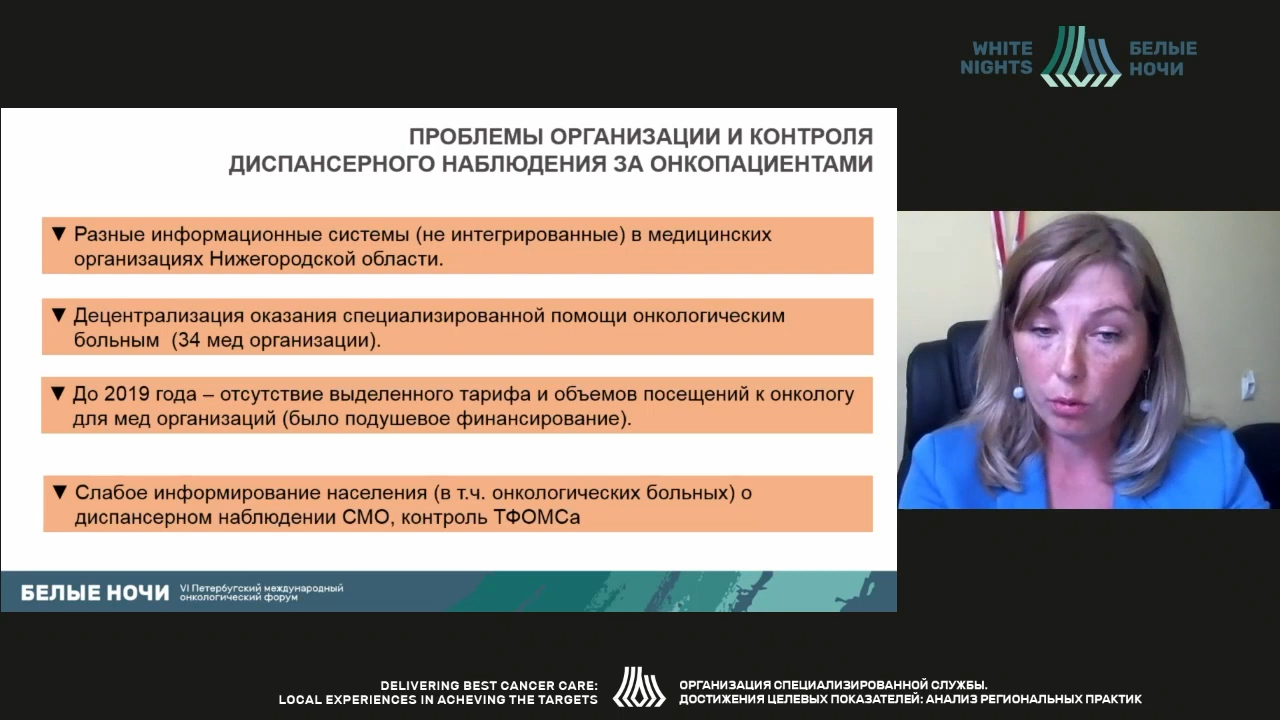 WHITE
NIGHTS
БЕЛЫЕ
НОЧИ
ПРОБЛЕМЫ ОРГАНИЗАЦИИ И КОНТРОЛЯ
ДИСПАНСЕРНОГО НАБЛЮДЕНИЯ ЗА ОНКОПАЦИЕНТАМИ
▼ Разные информационные системы (не интегрированные) в медицинских
организациях Нижегородской области.
▼ Децентрализация оказания специализированной помощи онкологическим
больным (34 мед организации).
▼ До 2019 года – отсутствие выделенного тарифа и объемов посещений к онкологу
для мед организаций (было подушевое финансирование).
▼ Слабое информирование населения (в т.ч. онкологических больных) о
диспансерном наблюдении СМО, контроль ТФОМСа
БЕЛЫЕ НОЧИ
VI Петербургский международный
онкологический форум
DELIVERING BEST CANCER CARE:
LOCAL EXPERIENCES IN ACHEVING THE TARGETS
ОРГАНИЗАЦИЯ СПЕЦИАЛИЗИРОВАННОЙ СЛУЖБЫ.
ДОСТИЖЕНИЯ ЦЕЛЕВЫХ ПОКАЗАТЕЛЕЙ: АНАЛИЗ РЕГИОНАЛЬНЫХ ПРАКТИК